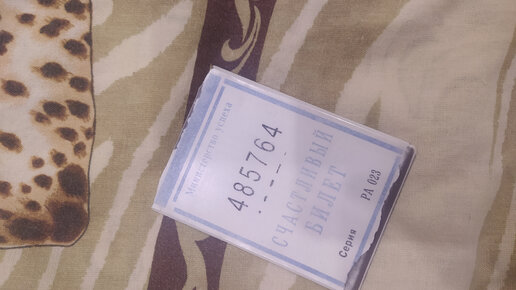 Министерство успеха
485764
СЧАСТЛИВЫЙ
БИЛЕТ
Серия РА 023